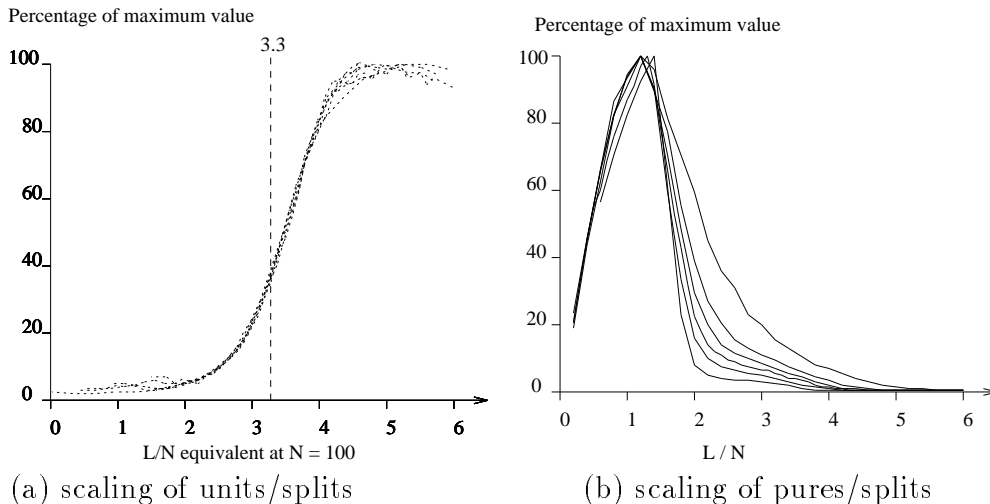 Percentage of maximum value
3.3
100
80
60
40
20
0
0 1 2 3 4 5 6
L/N equivalent at N = 100
(a) scaling of units/splits
Percentage of maximum value
100
80
60
40
20
0
0 1 2 3 4 5 6
L / N
(b) scaling of pures/splits